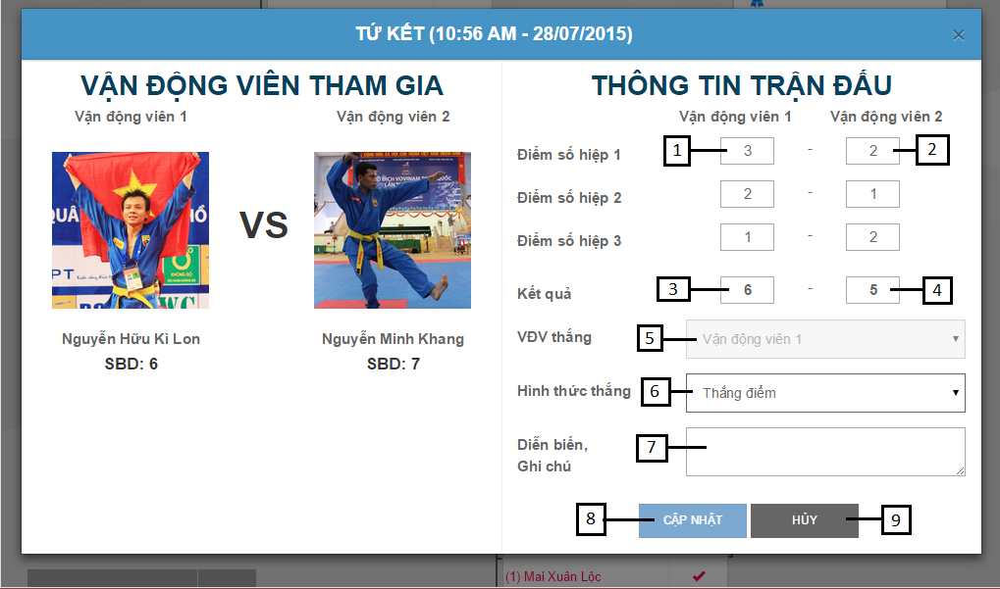 TỨ KẾT (10:56 AM - 28/07/2015)
×
VẬN ĐỘNG VIÊN THAM GIA
Vận động viên 1
Vận động viên 2
VS
Nguyễn Hữu Kì Lon
SBD: 6
Nguyễn Minh Khang
SBD: 7
THÔNG TIN TRẬN ĐẤU
Vận động viên 1
Vận động viên 2
Điểm số hiệp 1
1
3
-
2
2
Điểm số hiệp 2
2
-
1
Điểm số hiệp 3
1
-
2
Kết quả
3
6
-
5
4
VĐV thắng
5
Vận động viên 1
Hình thức thắng
6
Thắng điểm
Diễn biến,
Ghi chú
7
8
CẬP NHẬT
HỦY
9
(1) Mai Xuân Lộc